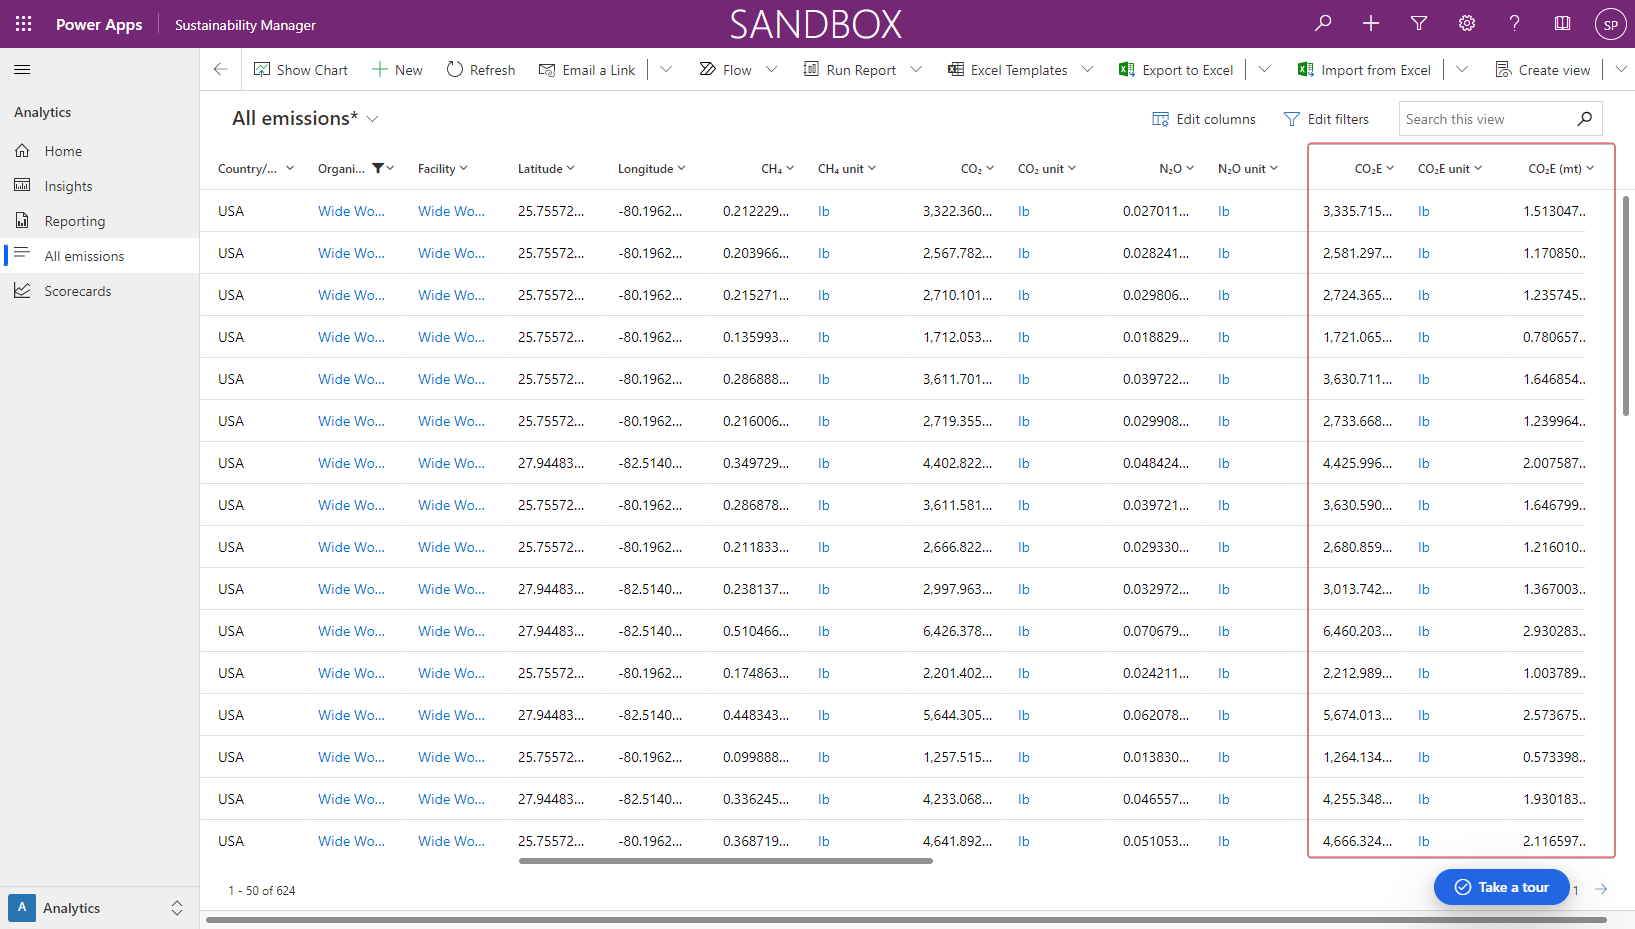 Power Apps Sustainability Manager SANDBOX SP
Show Chart New Refresh Email a Link Flow Run Report Excel Templates Export to Excel Import from Excel Create view
Analytics
Home
Insights
Reporting
All emissions
Scorecards
A Analytics
All emissions* Edit columns Edit filters Search this view
Country/... Organi... Facility Latitude Longitude CH₄ CH₄ unit CO₂ CO₂ unit N₂O N₂O unit CO₂E CO₂E unit CO₂E (mt)
USA Wide Wo... Wide Wo... 25.75572... -80.1962... 0.212229... lb 3,322.360... lb 0.027011... lb 3,335.715... lb 1.513047..
USA Wide Wo... Wide Wo... 25.75572... -80.1962... 0.203966... lb 2,567.782... lb 0.028241... lb 2,581.297... lb 1.170850..
USA Wide Wo... Wide Wo... 25.75572... -80.1962... 0.215271... lb 2,710.101... lb 0.029806... lb 2,724.365... lb 1.235745..
USA Wide Wo... Wide Wo... 25.75572... -80.1962... 0.135993... lb 1,712.053... lb 0.018829... lb 1,721.065... lb 0.780657..
USA Wide Wo... Wide Wo... 25.75572... -80.1962... 0.286888... lb 3,611.701... lb 0.039722... lb 3,630.711... lb 1.646854..
USA Wide Wo... Wide Wo... 25.75572... -80.1962... 0.216006... lb 2,719.355... lb 0.029908... lb 2,733.668... lb 1.239964..
USA Wide Wo... Wide Wo... 27.94483... -82.5140... 0.349729... lb 4,402.822... lb 0.048424... lb 4,425.996... lb 2.007587..
USA Wide Wo... Wide Wo... 25.75572... -80.1962... 0.286878... lb 3,611.581... lb 0.039721... lb 3,630.590... lb 1.646799..
USA Wide Wo... Wide Wo... 25.75572... -80.1962... 0.211833... lb 2,666.822... lb 0.029330... lb 2,680.859... lb 1.216010..
USA Wide Wo... Wide Wo... 27.94483... -82.5140... 0.238137... lb 2,997.963... lb 0.032972... lb 3,013.742... lb 1.367003..
USA Wide Wo... Wide Wo... 27.94483... -82.5140... 0.510466... lb 6,426.378... lb 0.070679... lb 6,460.203... lb 2.930283..
USA Wide Wo... Wide Wo... 25.75572... -80.1962... 0.174863... lb 2,201.402... lb 0.024211... lb 2,212.989... lb 1.003789..
USA Wide Wo... Wide Wo... 27.94483... -82.5140... 0.448343... lb 5,644.305... lb 0.062078... lb 5,674.013... lb 2.573675..
USA Wide Wo... Wide Wo... 25.75572... -80.1962... 0.099888... lb 1,257.515... lb 0.013830... lb 1,264.134... lb 0.573398..
USA Wide Wo... Wide Wo... 27.94483... -82.5140... 0.336245... lb 4,233.068... lb 0.046557... lb 4,255.348... lb 1.930183..
USA Wide Wo... Wide Wo... 25.75572... -80.1962... 0.368719... lb 4,641.892... lb 0.051053... lb 4,666.324... lb 2.116597..
1 - 50 of 624 Take a tour 1